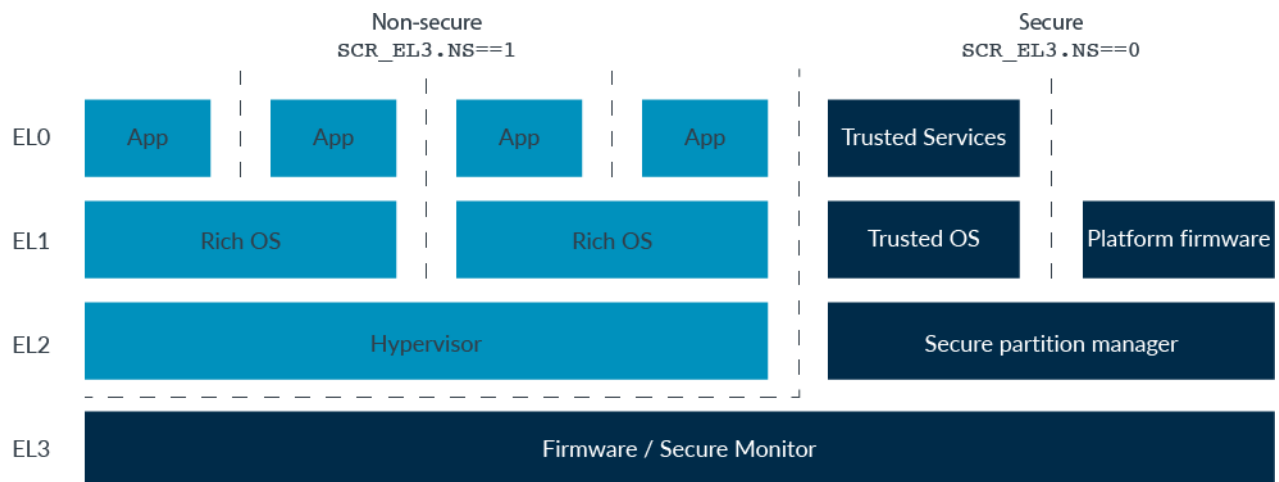 Non-secure
SCR_EL3.NS==1
Secure
SCR_EL3.NS==0
EL0
App
App
App
App
Trusted Services
EL1
Rich OS
Rich OS
Trusted OS
Platform firmware
EL2
Hypervisor
Secure partition manager
EL3
Firmware / Secure Monitor